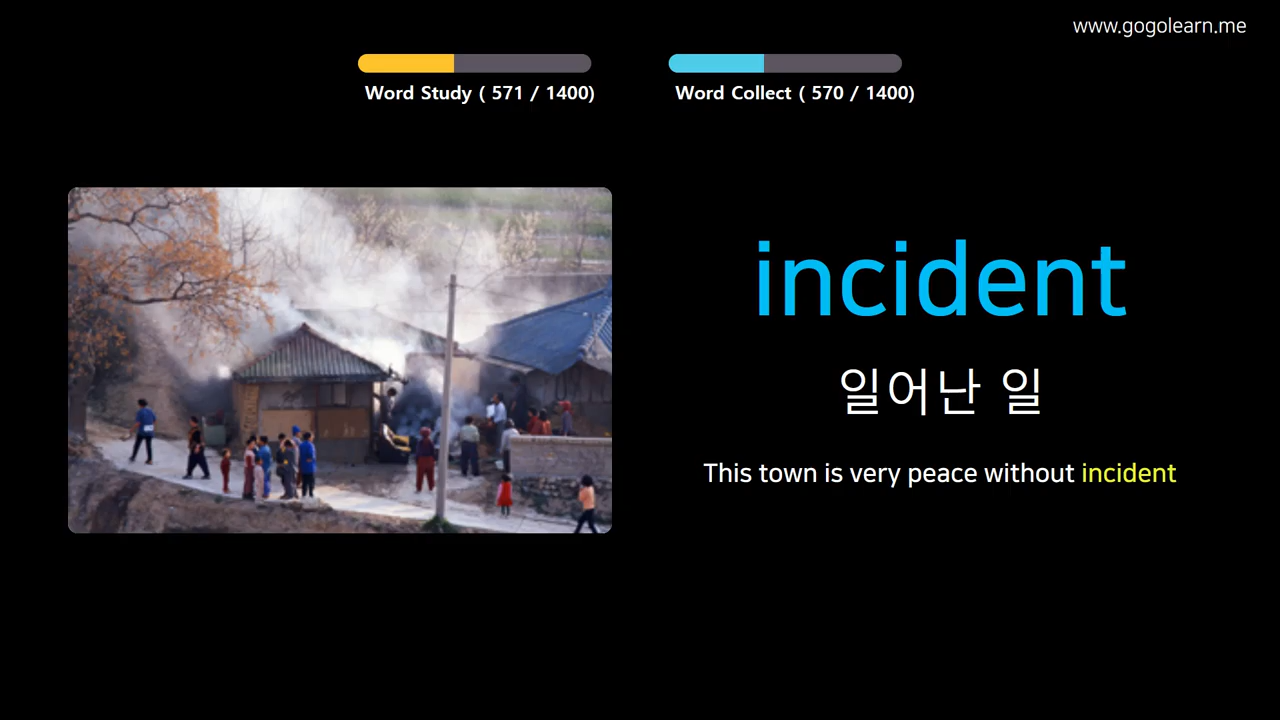 www.gogolearn.me
Word Study ( 571 / 1400)
Word Collect ( 570 / 1400)
incident
일어난 일
This town is very peace without incident